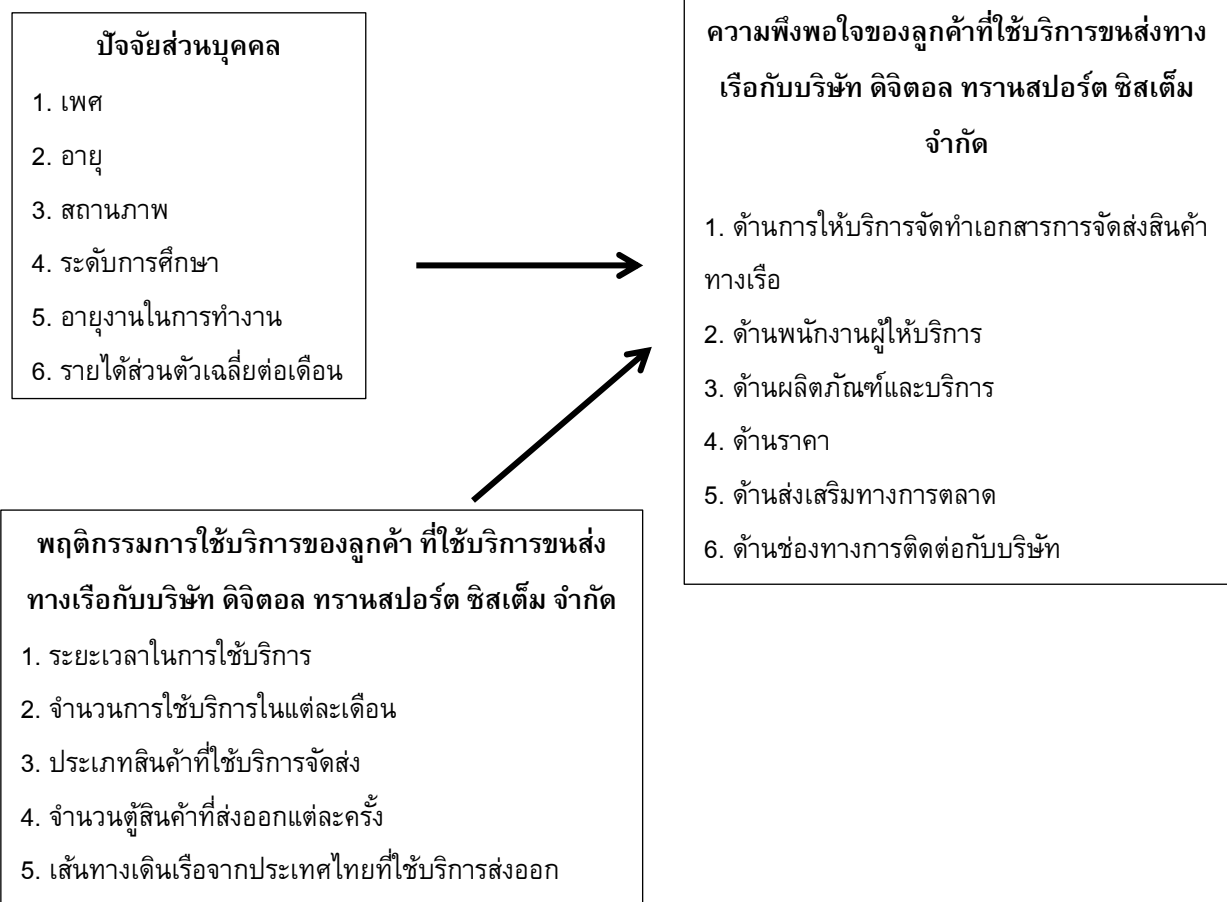 ปัจจัยส่วนบุคคล
1. เพศ
2. อายุ
3. สถานภาพ
4. ระดับการศึกษา
5. อายุงานในการทำงาน
6. รายได้ส่วนตัวเฉลี่ยต่อเดือน
ความพึงพอใจของลูกค้าที่ใช้บริการขนส่งทาง
เรือกับบริษัท ดิจิตอล ทรานสปอร์ต ซิสเต็ม
จำกัด
1. ด้านการให้บริการจัดทำเอกสารการจัดส่งสินค้า
ทางเรือ
2. ด้านพนักงานผู้ให้บริการ
3. ด้านผลิตภัณฑ์และบริการ
4. ด้านราคา
5. ด้านส่งเสริมทางการตลาด
6. ด้านช่องทางการติดต่อกับบริษัท
พฤติกรรมการใช้บริการของลูกค้า ที่ใช้บริการขนส่ง
ทางเรือกับบริษัท ดิจิตอล ทรานสปอร์ต ซิสเต็ม จำกัด
1. ระยะเวลาในการใช้บริการ
2. จำนวนการใช้บริการในแต่ละเดือน
3. ประเภทสินค้าที่ใช้บริการจัดส่ง
4. จำนวนตู้สินค้าที่ส่งออกแต่ละครั้ง
5. เส้นทางเดินเรือจากประเทศไทยที่ใช้บริการส่งออก